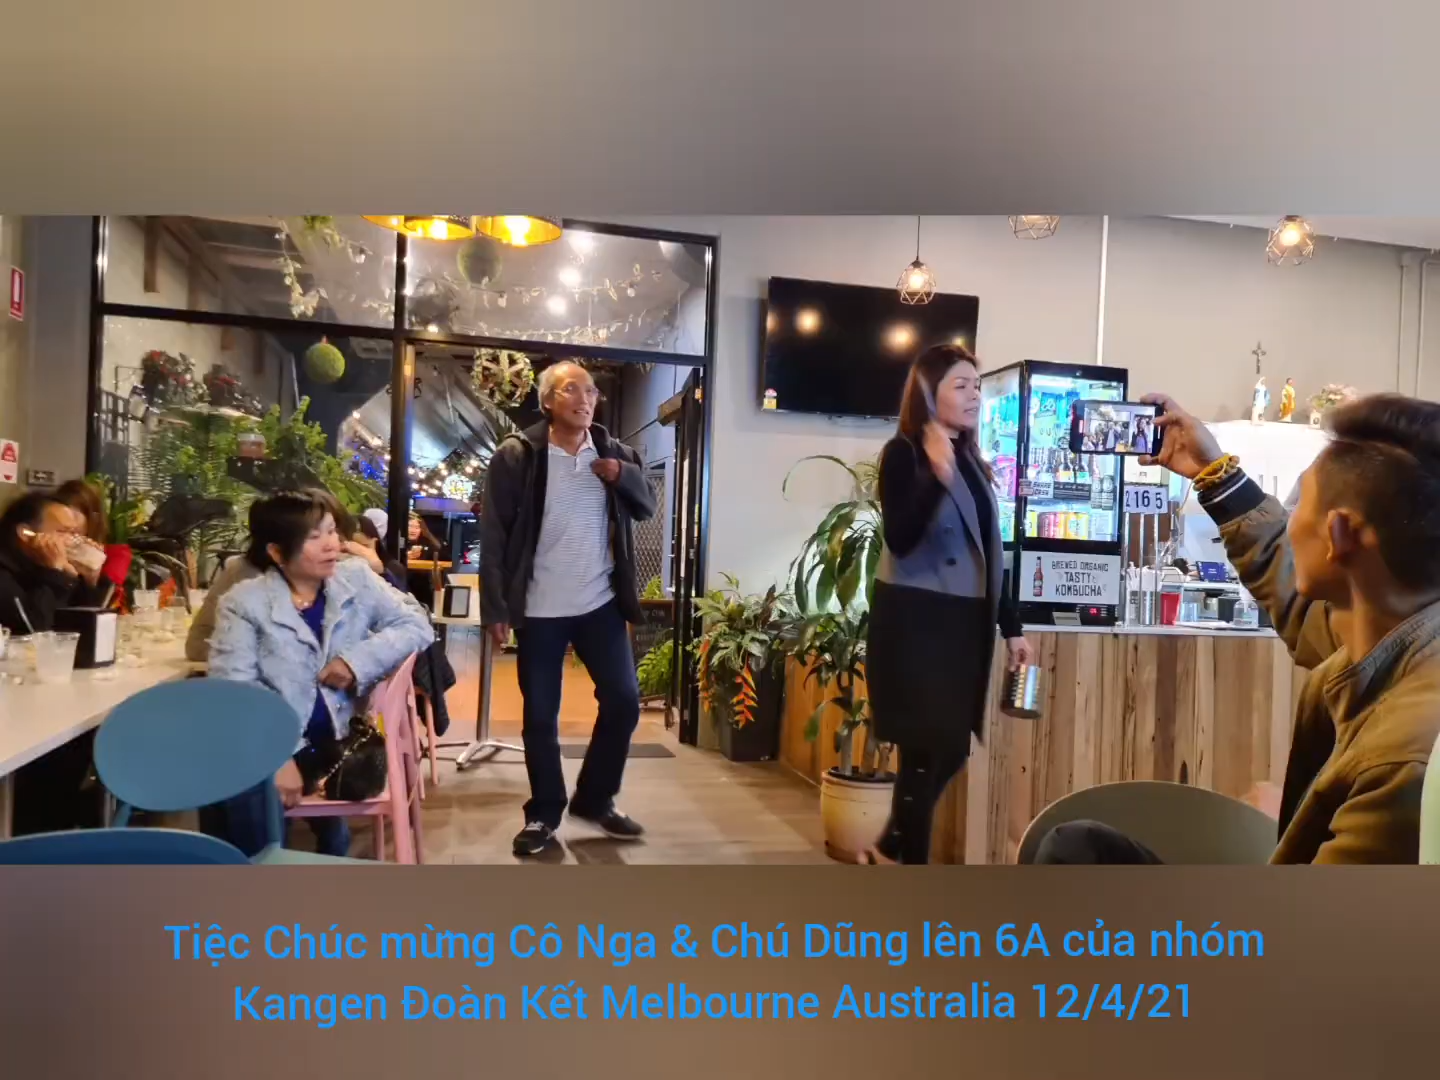 2165
BREWED ORGANIC
TASTY
KOMBUCHA
Tiệc Chúc mừng Cô Nga & Chú Dũng lên 6A của nhóm
Kangen Đoàn Kết Melbourne Australia 12/4/21